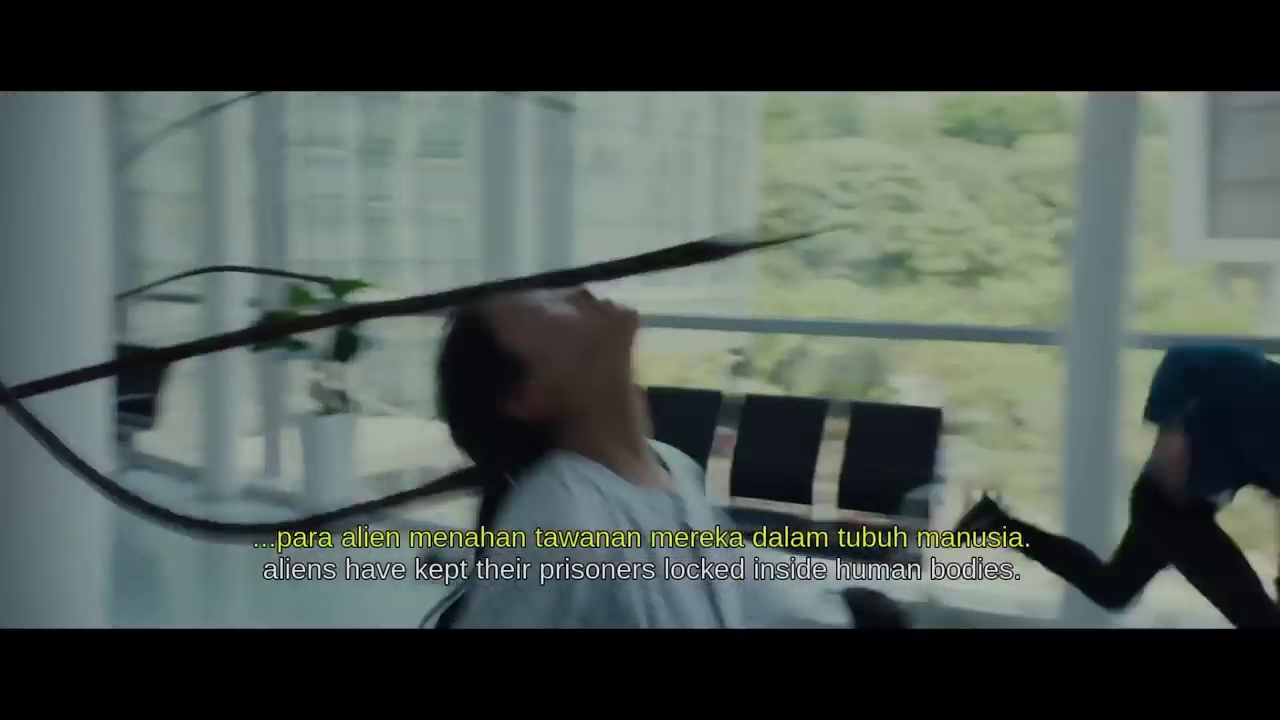 ...para alien menahan tawanan mereka dalam tubuh manusia.
aliens have kept their prisoners locked inside human bodies.